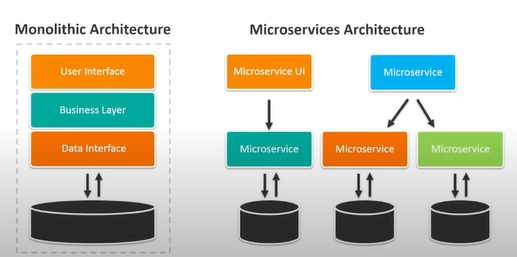 Monolithic Architecture
User Interface
Business Layer
Data Interface
Microservices Architecture
Microservice UI
Microservice
Microservice
Microservice
Microservice